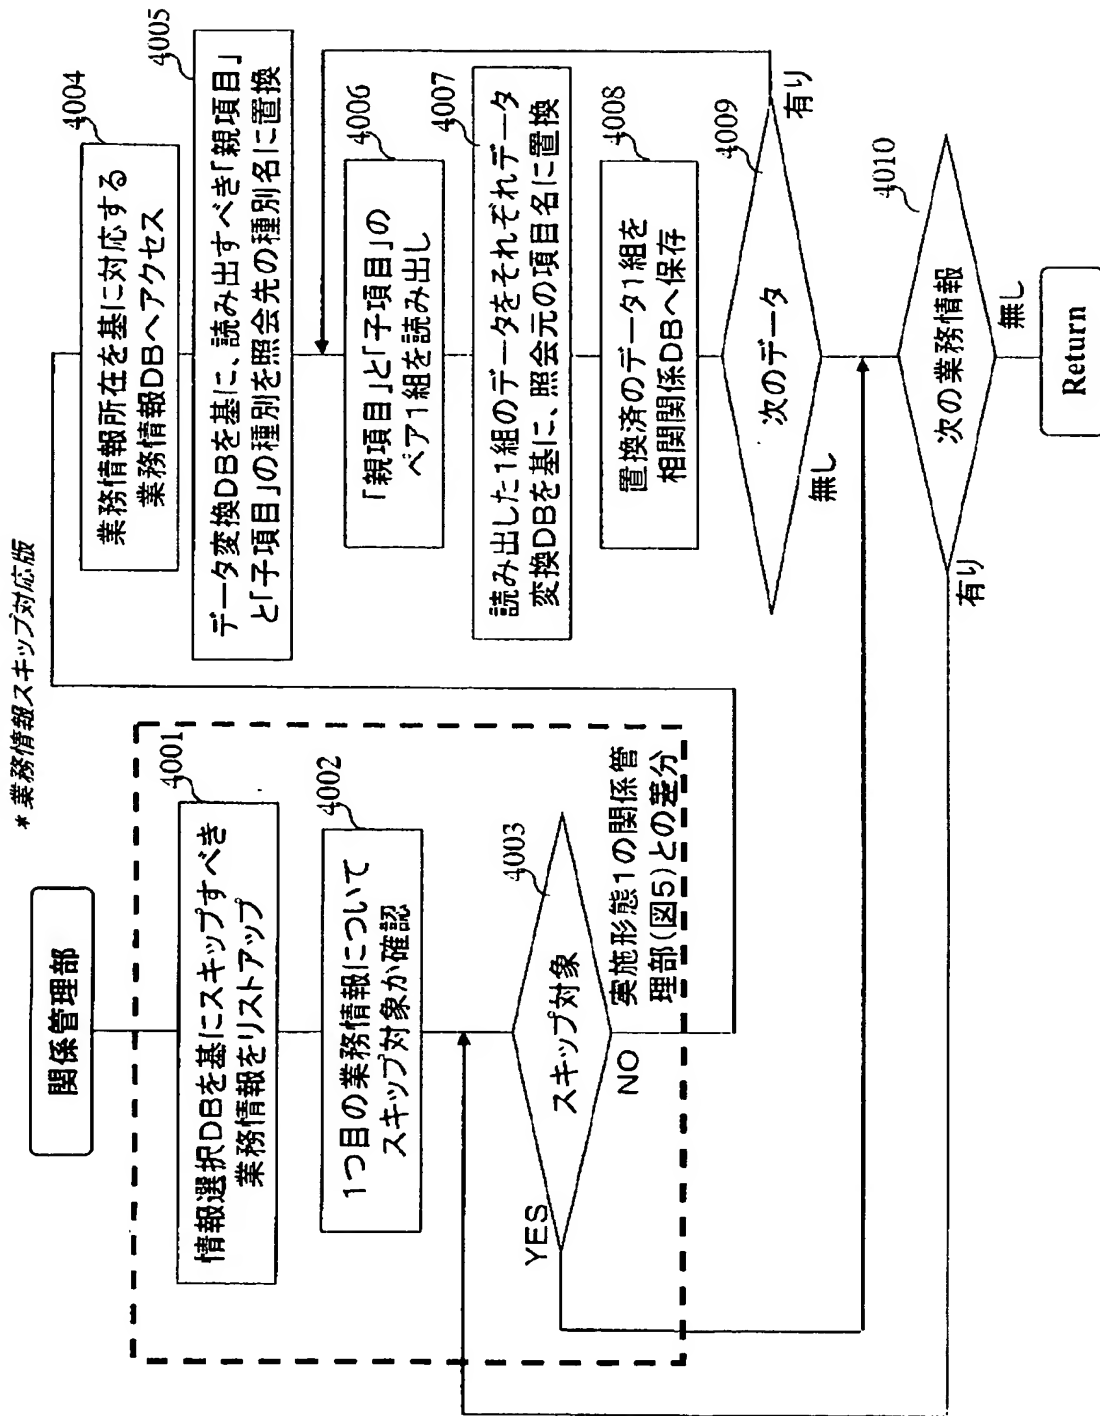 *業務情報スキップ対応版
関係管理部
4001
情報選択DBを基にスキップすべき
業務情報をリストアップ
4002
1つ目の業務情報について
スキップ対象か確認
4003
スキップ対象
YES
NO
実施形態1の関係管
理部(図5)との差分
4004
業務情報所在を基に対応する
業務情報DBへアクセス
4005
データ変換DBを基に、読み出すべき「親項目」
と「子項目」の種別を照会先の種別名に置換
4006
「親項目」と「子項目」の
ペア1組を読み出し
4007
読み出した1組のデータをそれぞれデータ
変換DBを基に、照会元の項目名に置換
4008
置換済のデータ1組を
相関関係DBへ保存
4009
次のデータ
有り
無し
4010
次の業務情報
有り
無し
Return